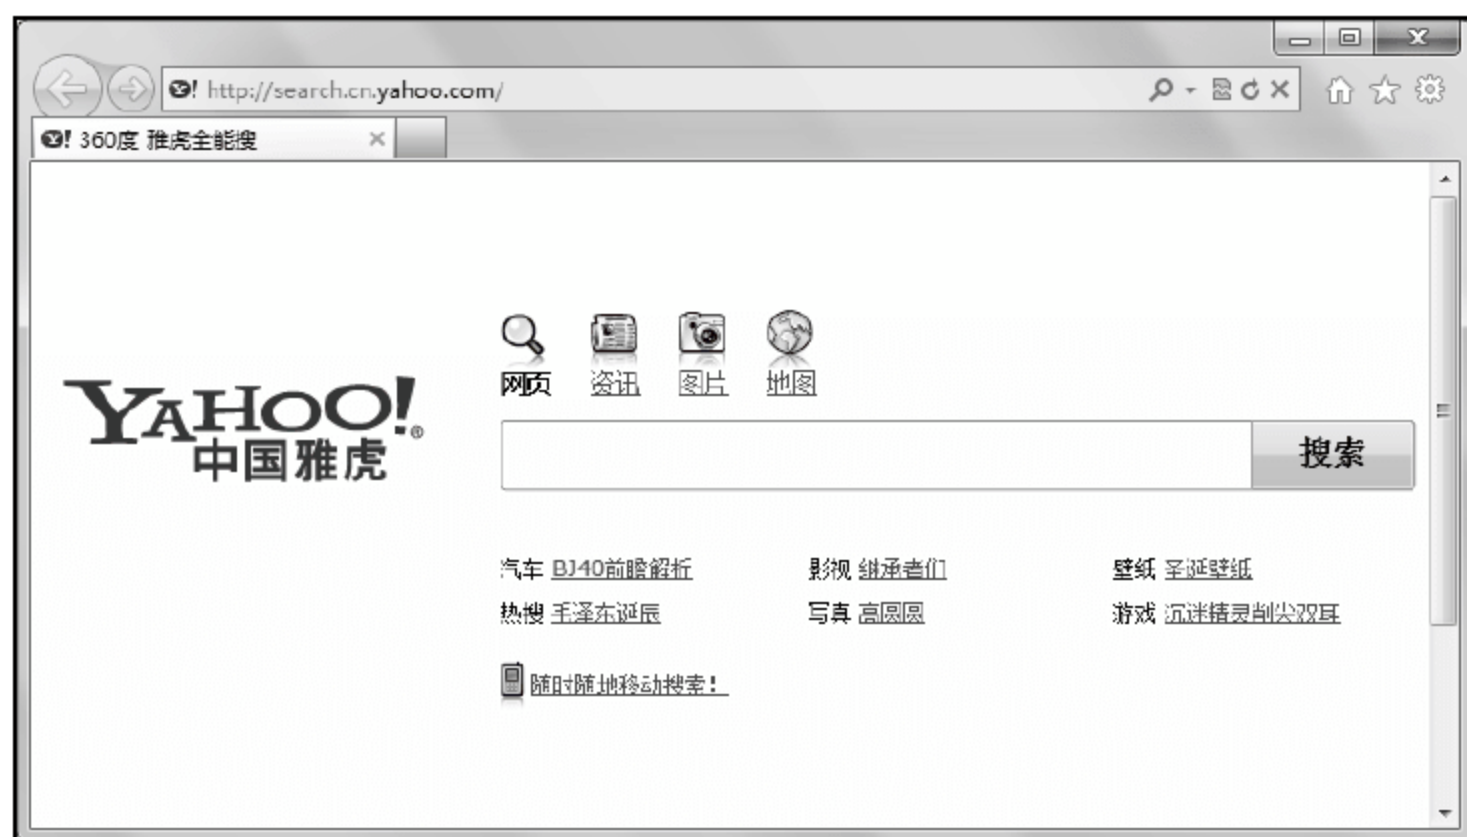 http://search.cn.yahoo.com/
360度 雅虎全能搜
网页 资讯 图片 地图
YAHOO!®
中国雅虎
搜索
汽车 BJ40前瞻解析 影视 继承者们 壁纸 圣诞壁纸
热搜 毛泽东诞辰 写真 高圆圆 游戏 沉迷精灵削尖双耳
随时随地移动搜索!